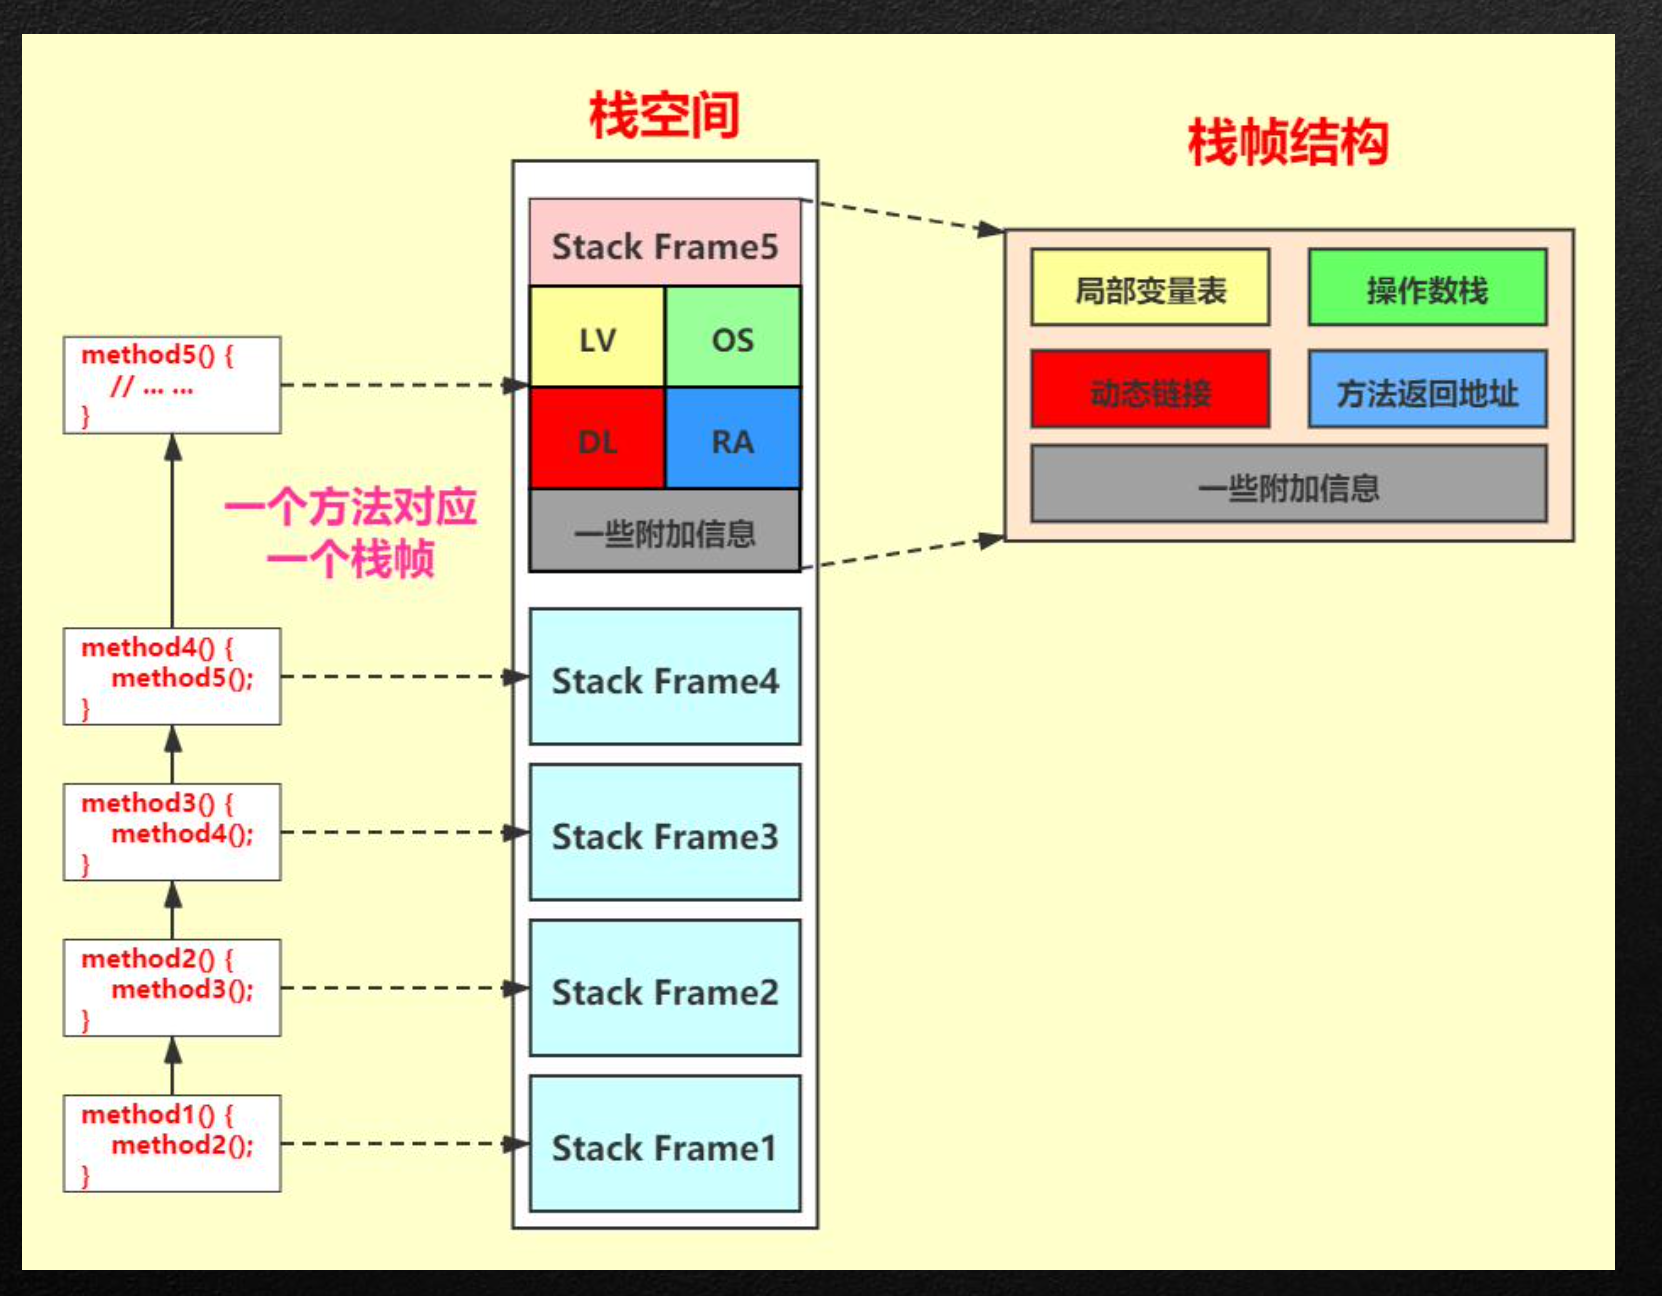 栈空间
栈帧结构
Stack Frame5
局部变量表
操作数栈
LV
OS
method5() {
// ... ...
}
动态链接
方法返回地址
DL
RA
一些附加信息
一个方法对应
一个栈帧
一些附加信息
method4() {
method5();
}
Stack Frame4
method3() {
method4();
}
Stack Frame3
method2() {
method3();
}
Stack Frame2
method1() {
method2();
}
Stack Frame1